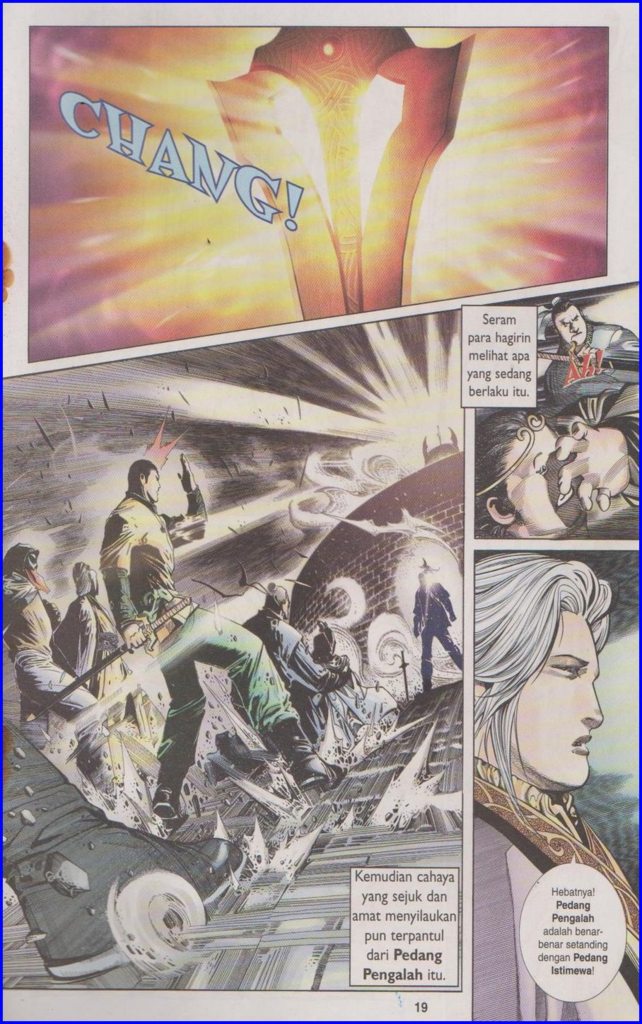 CHANG!
Seram
para hagirin
melihat apa
yang sedang
berlaku itu.
AH!
Kemudian cahaya
yang sejuk dan
amat menyilaukan
pun terpantul
dari Pedang
Pengalah itu.
Hebatnya!
Pedang
Pengalah
adalah benar-
benar setanding
dengan Pedang
Istimewa!
19